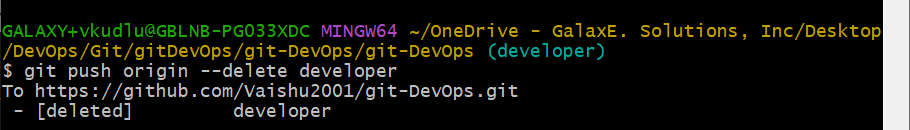 GALAXY+vkudlu@GBLNB-PG033XDC MINGW64 ~/OneDrive - GalaxE. Solutions, Inc/Desktop
/DevOps/Git/gitDevOps/git-DevOps/git-DevOps (developer)
$ git push origin --delete developer
To https://github.com/Vaishu2001/git-DevOps.git
 - [deleted]         developer